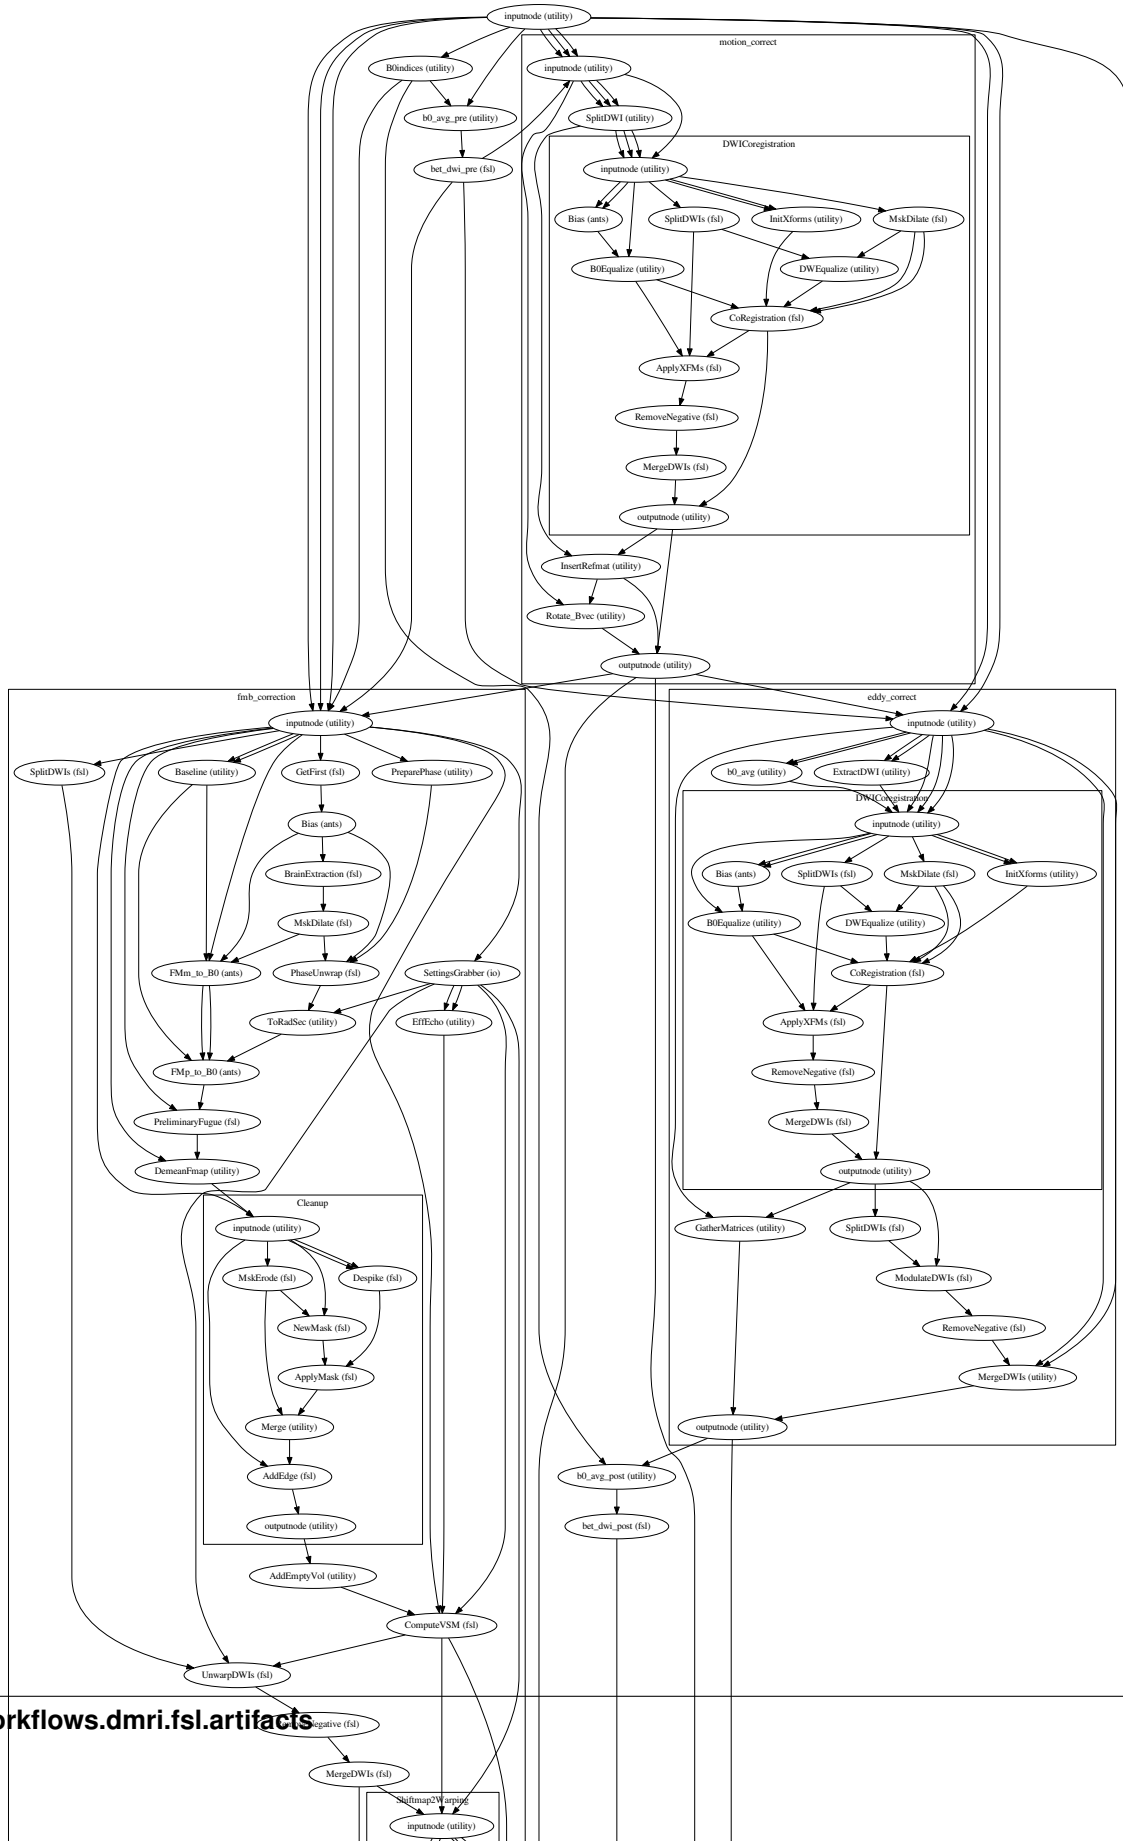 inputnode (utility)
motion_correct
B0indices (utility)
inputnode (utility)
b0_avg_pre (utility)
SplitDWI (utility)
DWICoregistration
bet_dwi_pre (fsl)
inputnode (utility)
Bias (ants)
SplitDWIs (fsl)
InitXforms (utility)
MskDilate (fsl)
B0Equalize (utility)
DWEqualize (utility)
CoRegistration (fsl)
ApplyXFMs (fsl)
RemoveNegative (fsl)
MergeDWIs (fsl)
outputnode (utility)
InsertRefmat (utility)
Rotate_Bvec (utility)
outputnode (utility)
fmb_correction
eddy_correct
inputnode (utility)
inputnode (utility)
SplitDWIs (fsl)
Baseline (utility)
GetFirst (fsl)
PreparePhase (utility)
b0_avg (utility)
ExtractDWI (utility)
DWICoregistration
Bias (ants)
inputnode (utility)
BrainExtraction (fsl)
Bias (ants)
SplitDWIs (fsl)
MskDilate (fsl)
InitXforms (utility)
MskDilate (fsl)
B0Equalize (utility)
DWEqualize (utility)
FMm_to_B0 (ants)
PhaseUnwrap (fsl)
SettingsGrabber (io)
CoRegistration (fsl)
ToRadSec (utility)
EffEcho (utility)
ApplyXFMs (fsl)
FMp_to_B0 (ants)
RemoveNegative (fsl)
PreliminaryFugue (fsl)
MergeDWIs (fsl)
DemeanFmap (utility)
outputnode (utility)
Cleanup
inputnode (utility)
GatherMatrices (utility)
SplitDWIs (fsl)
MskErode (fsl)
Despike (fsl)
ModulateDWIs (fsl)
NewMask (fsl)
RemoveNegative (fsl)
ApplyMask (fsl)
MergeDWIs (utility)
Merge (utility)
outputnode (utility)
AddEdge (fsl)
b0_avg_post (utility)
outputnode (utility)
bet_dwi_post (fsl)
AddEmptyVol (utility)
ComputeVSM (fsl)
UnwarpDWIs (fsl)
orkflows.dmri.fsl.artifacts
RemoveNegative (fsl)
MergeDWIs (fsl)
Shiftmap2Warping
inputnode (utility)